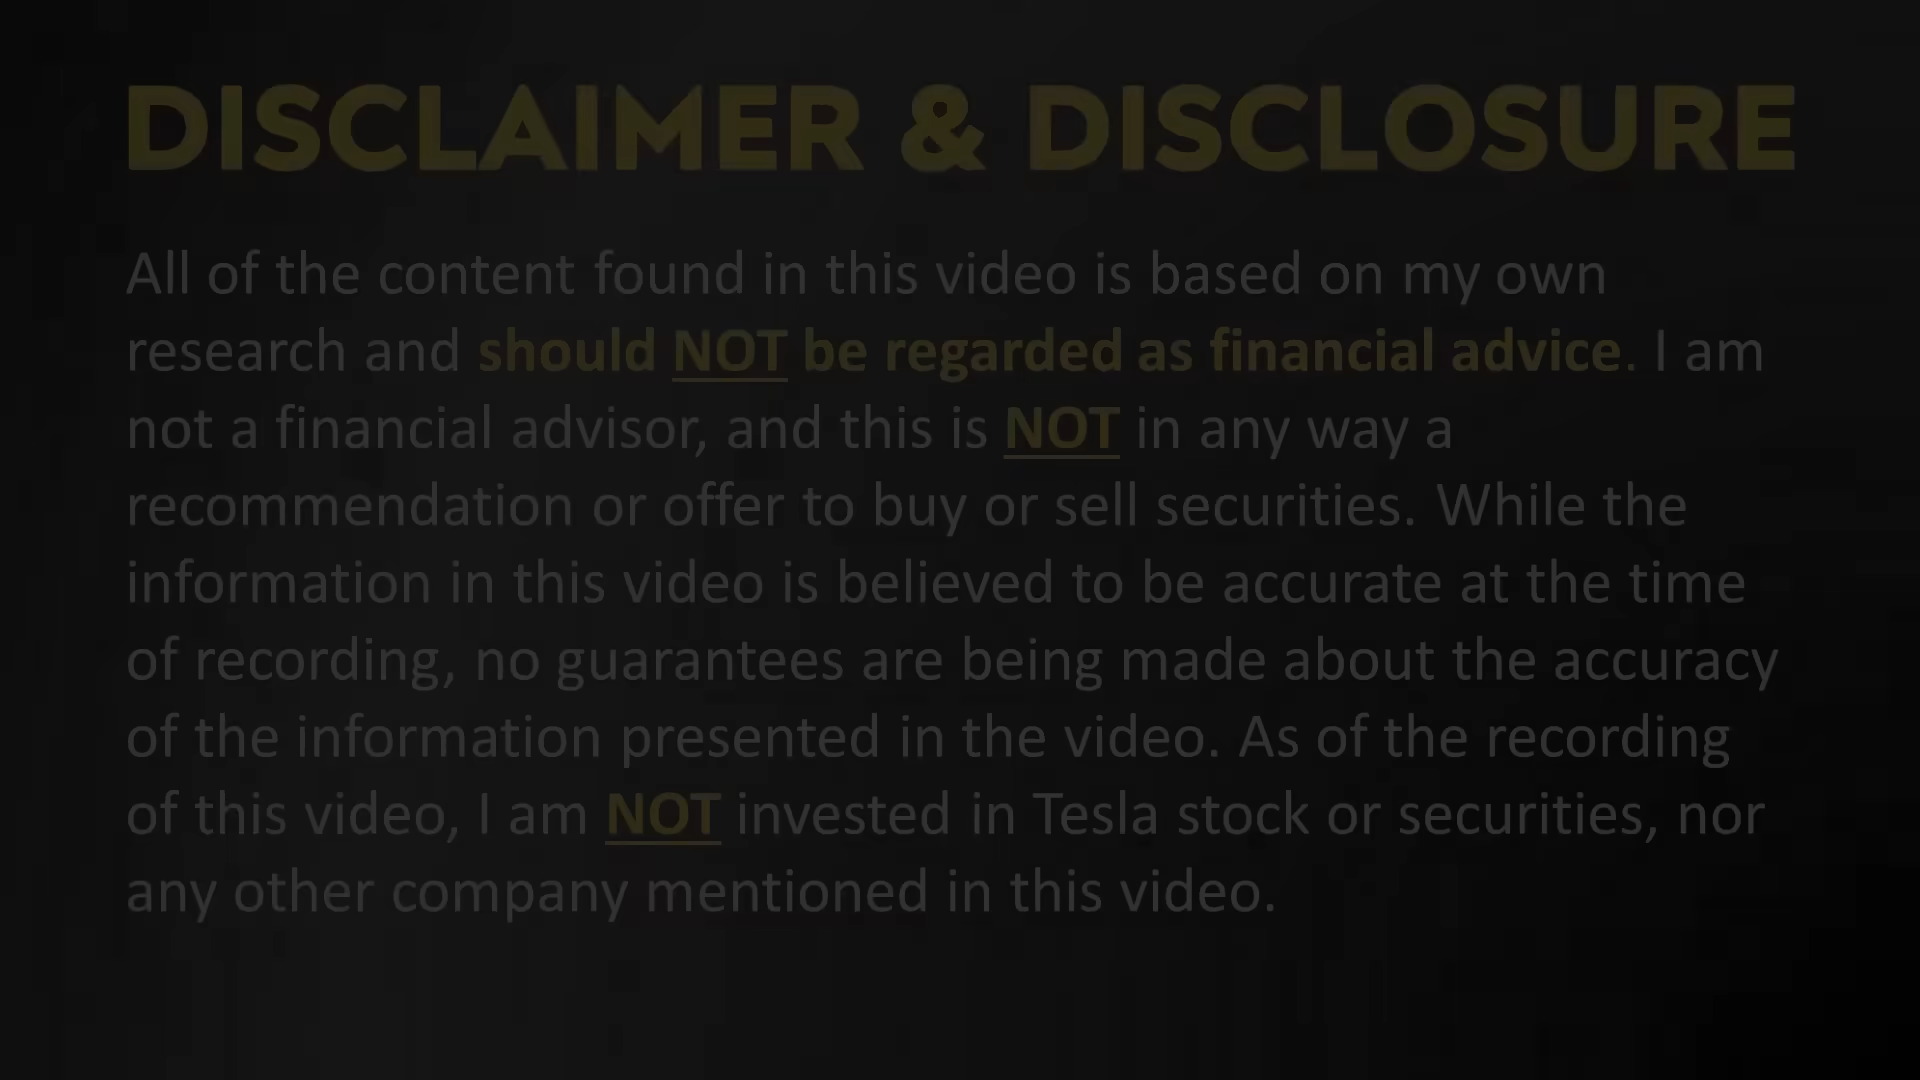 DISCLAIMER & DISCLOSURE
All of the content found in this video is based on my own
research and should NOT be regarded as financial advice. I am
not a financial advisor, and this is NOT in any way a
recommendation or offer to buy or sell securities. While the
information in this video is believed to be accurate at the time
of recording, no guarantees are being made about the accuracy
of the information presented in the video. As of the recording
of this video, I am NOT invested in Tesla stock or securities, nor
any other company mentioned in this video.